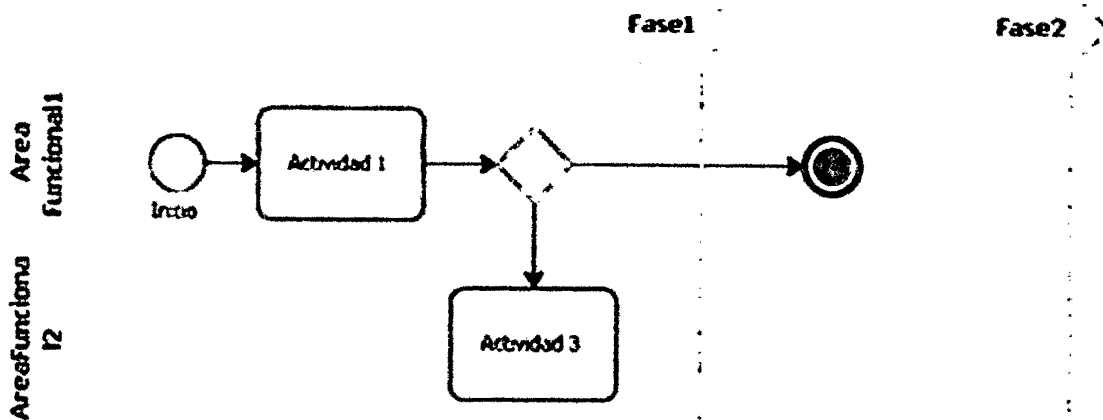 Fase1
Fase2
Area
Funcional1
Actividad 1
Inicio
AreaFunciona
l2
Actividad 3